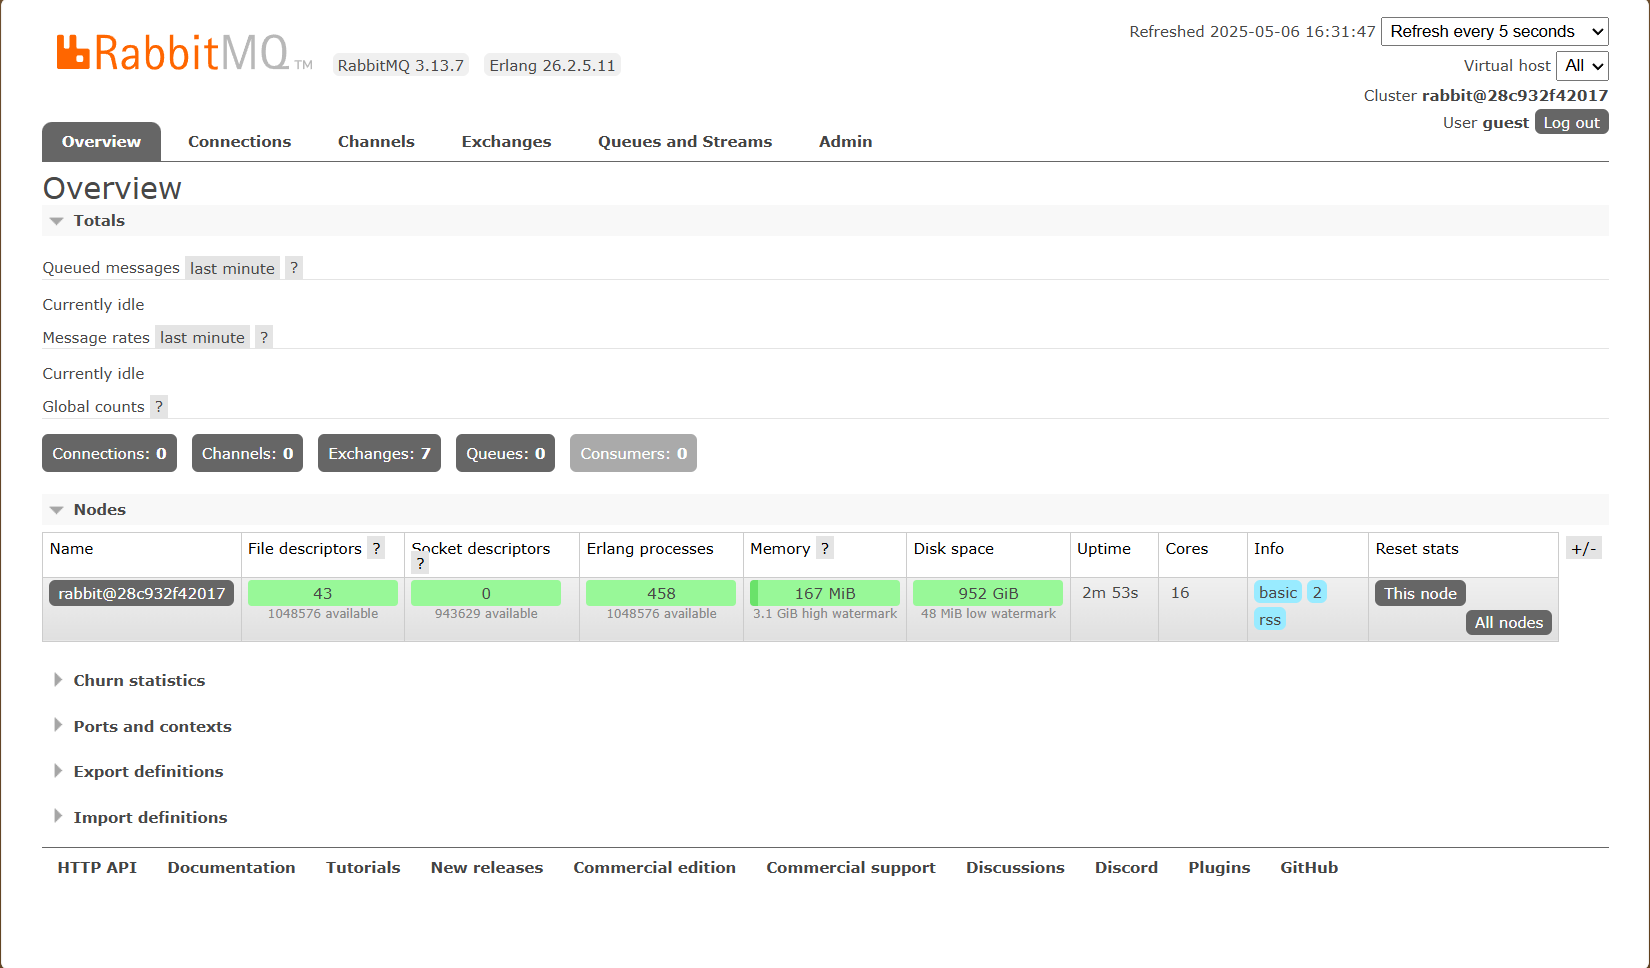 RabbitMQ TM RabbitMQ 3.13.7 Erlang 26.2.5.11
Refreshed 2025-05-06 16:31:47 Refresh every 5 seconds
Virtual host All
Cluster rabbit@28c932f42017
User guest Log out
Overview Connections Channels Exchanges Queues and Streams Admin
Overview
Totals
Queued messages last minute ?
Currently idle
Message rates last minute ?
Currently idle
Global counts ?
Connections: 0 Channels: 0 Exchanges: 7 Queues: 0 Consumers: 0
Nodes
Name File descriptors ? Socket descriptors ? Erlang processes Memory ? Disk space Uptime Cores Info Reset stats +/-
rabbit@28c932f42017 43 0 458 167 MiB 952 GiB 2m 53s 16 basic 2 This node
1048576 available 943629 available 1048576 available 3.1 GiB high watermark 48 MiB low watermark rss All nodes
Churn statistics
Ports and contexts
Export definitions
Import definitions
HTTP API Documentation Tutorials New releases Commercial edition Commercial support Discussions Discord Plugins GitHub